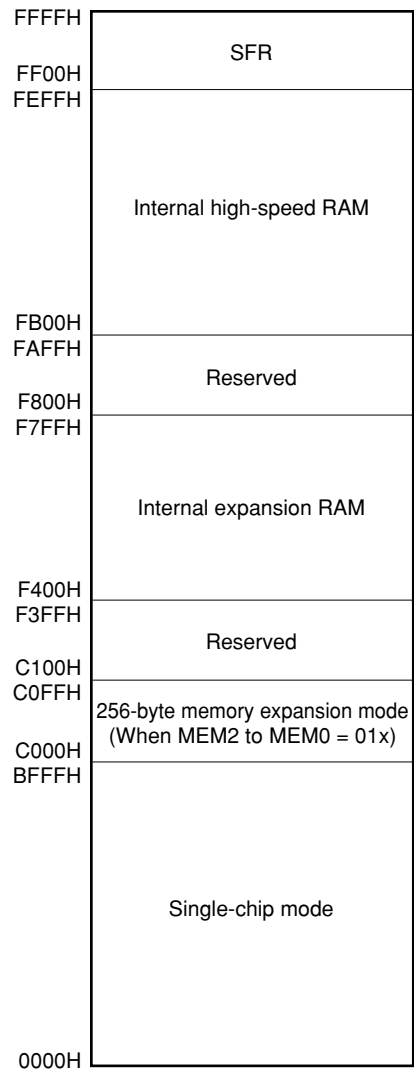 FFFFH
SFR
FF00H
FEFFH
Internal high-speed RAM
FB00H
FAFFH
Reserved
F800H
F7FFH
Internal expansion RAM
F400H
F3FFH
Reserved
C100H
C0FFH
256-byte memory expansion mode
(When MEM2 to MEM0 = 01x)
C000H
BFFFH
Single-chip mode
0000H